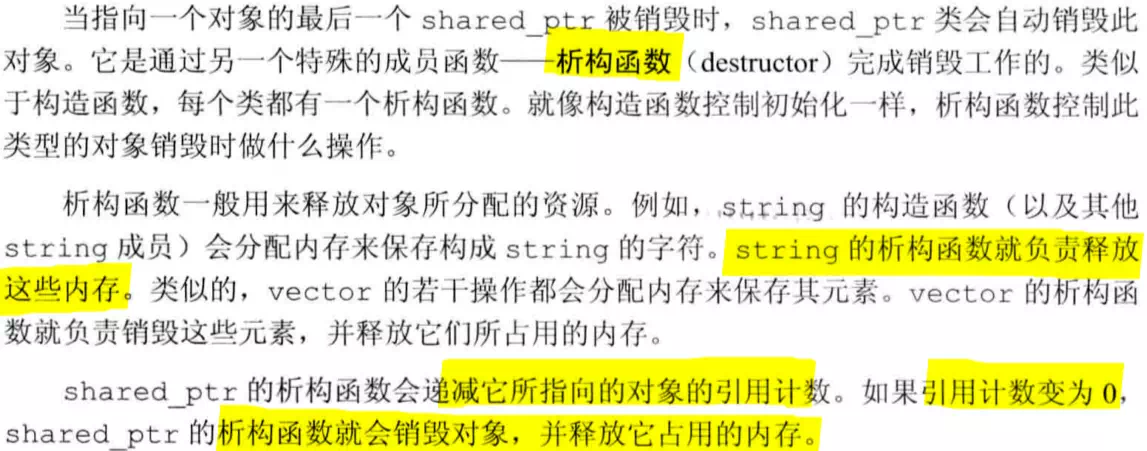 当指向一个对象的最后一个 shared_ptr 被销毁时，shared_ptr 类会自动销毁此
对象。它是通过另一个特殊的成员函数——析构函数（destructor）完成销毁工作的。类似
于构造函数，每个类都有一个析构函数。就像构造函数控制初始化一样，析构函数控制此
类型的对象销毁时做什么操作。
析构函数一般用来释放对象所分配的资源。例如，string 的构造函数（以及其他
string 成员）会分配内存来保存构成 string 的字符。string 的析构函数就负责释放
这些内存。类似的，vector 的若干操作都会分配内存来保存其元素。vector 的析构函
数就负责销毁这些元素，并释放它们所占用的内存。
shared_ptr 的析构函数会递减它所指向的对象的引用计数。如果引用计数变为 0，
shared_ptr 的析构函数就会销毁对象，并释放它占用的内存。